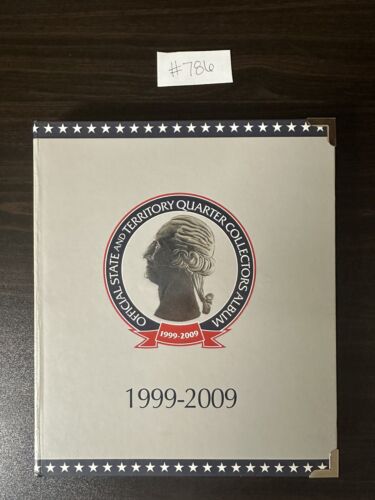 #786
OFFICIAL STATE AND TERRITORY QUARTER COLLECTORS ALBUM
1999-2009
1999-2009